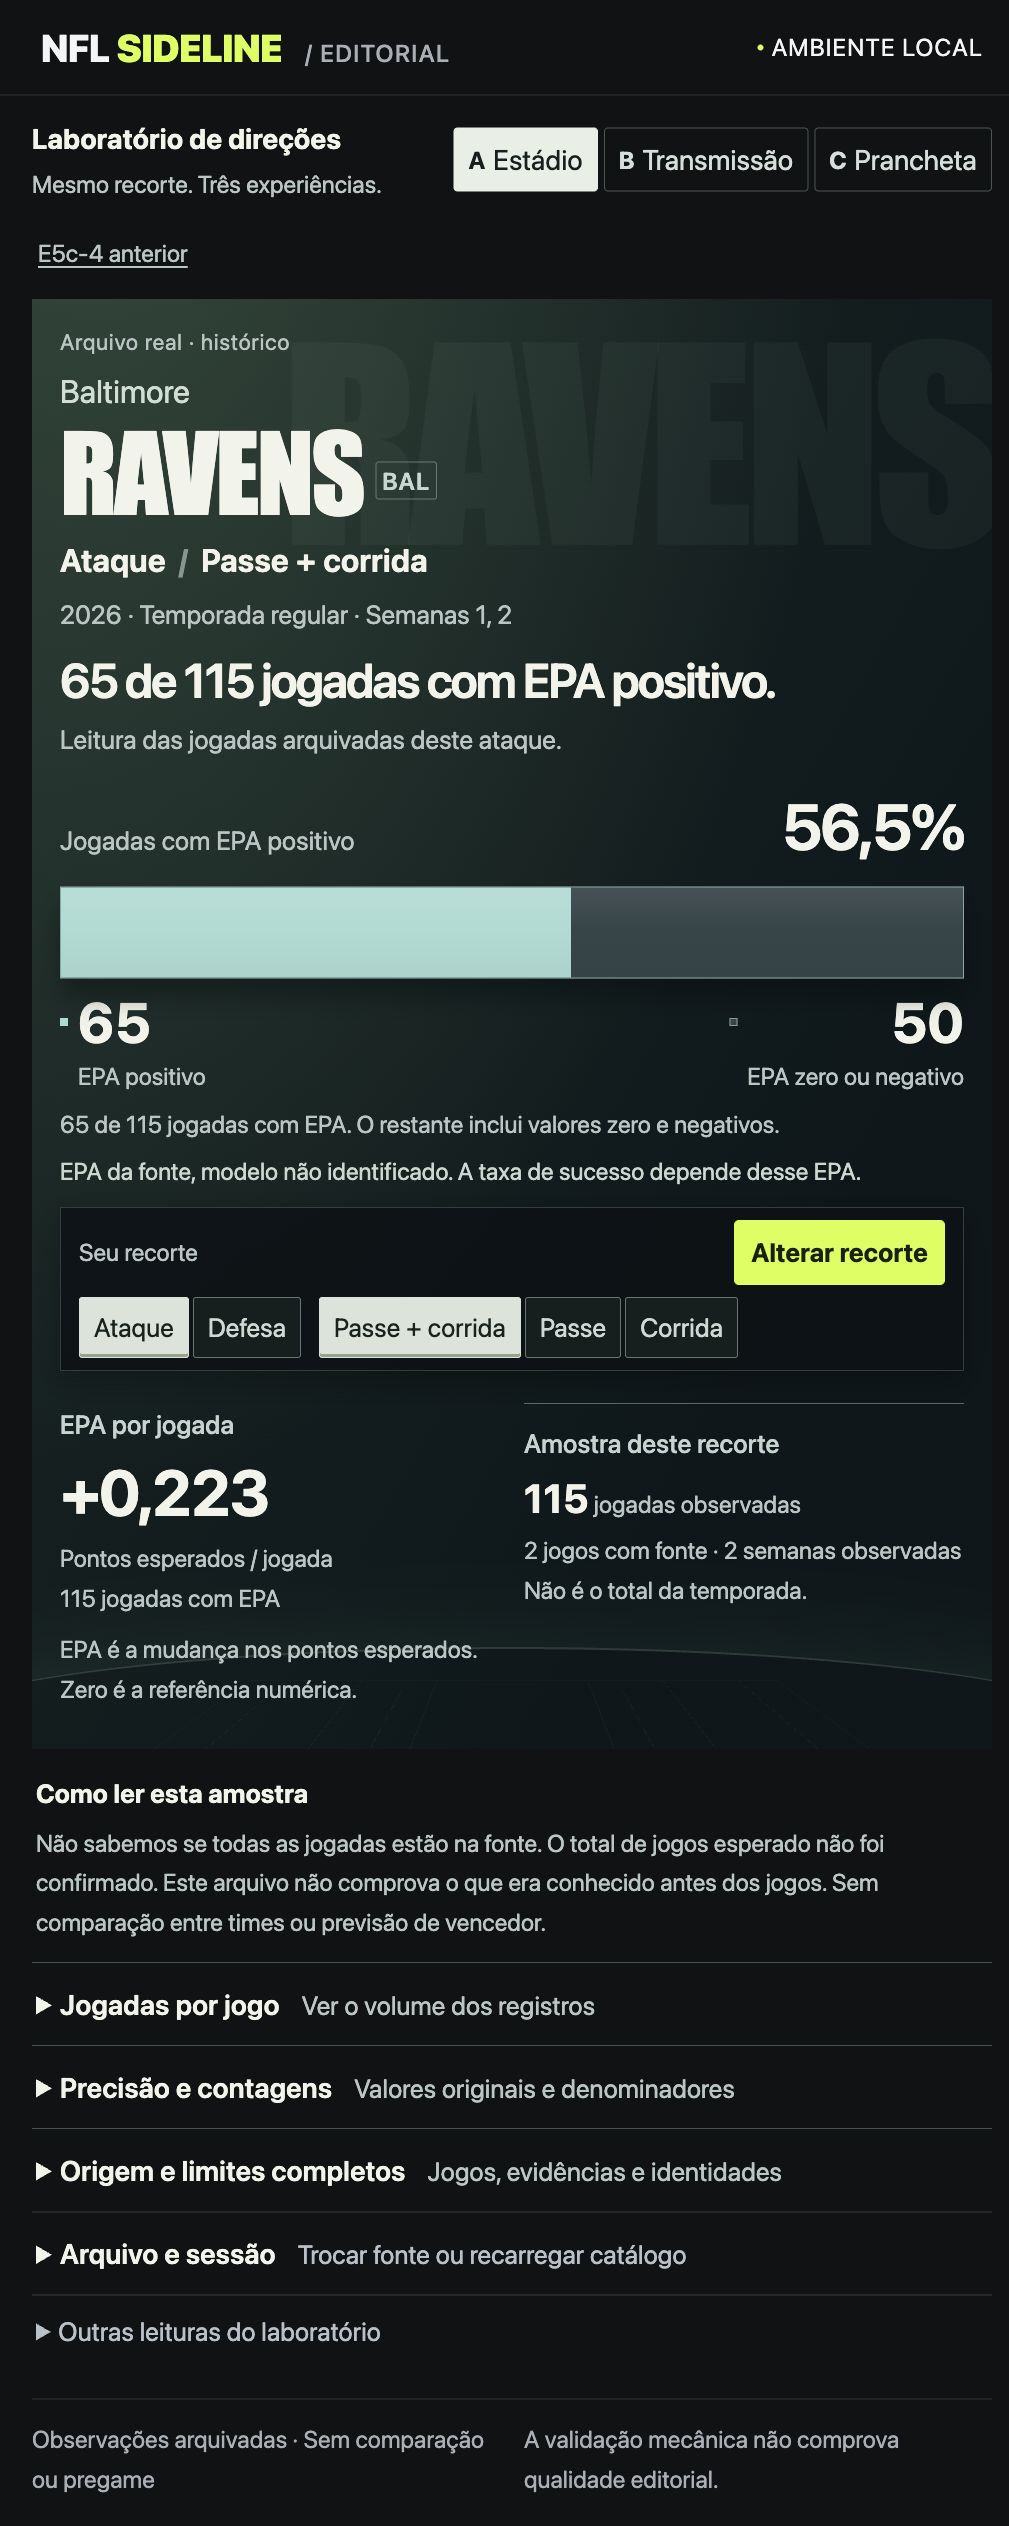 NFL SIDELINE / EDITORIAL
• AMBIENTE LOCAL
Laboratório de direções
Mesmo recorte. Três experiências.
A Estádio
B Transmissão
C Prancheta
E5c-4 anterior
Arquivo real · histórico
RAVENS
Baltimore
RAVENS BAL
Ataque / Passe + corrida
2026 · Temporada regular · Semanas 1, 2
65 de 115 jogadas com EPA positivo.
Leitura das jogadas arquivadas deste ataque.
Jogadas com EPA positivo
56,5%
65
EPA positivo
50
EPA zero ou negativo
65 de 115 jogadas com EPA. O restante inclui valores zero e negativos.
EPA da fonte, modelo não identificado. A taxa de sucesso depende desse EPA.
Seu recorte
Alterar recorte
Ataque
Defesa
Passe + corrida
Passe
Corrida
EPA por jogada
+0,223
Pontos esperados / jogada
115 jogadas com EPA
EPA é a mudança nos pontos esperados.
Zero é a referência numérica.
Amostra deste recorte
115 jogadas observadas
2 jogos com fonte · 2 semanas observadas
Não é o total da temporada.
Como ler esta amostra
Não sabemos se todas as jogadas estão na fonte. O total de jogos esperado não foi
confirmado. Este arquivo não comprova o que era conhecido antes dos jogos. Sem
comparação entre times ou previsão de vencedor.
▶ Jogadas por jogo Ver o volume dos registros
▶ Precisão e contagens Valores originais e denominadores
▶ Origem e limites completos Jogos, evidências e identidades
▶ Arquivo e sessão Trocar fonte ou recarregar catálogo
▶ Outras leituras do laboratório
Observações arquivadas · Sem comparação
ou pregame
A validação mecânica não comprova
qualidade editorial.